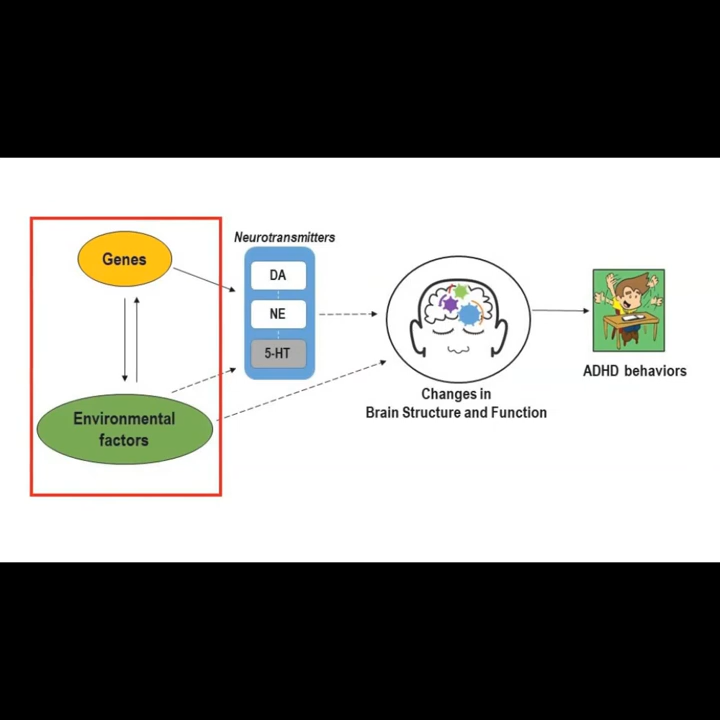 Genes
Environmental
factors
Neurotransmitters
DA
NE
5-HT
Changes in
Brain Structure and Function
ADHD behaviors